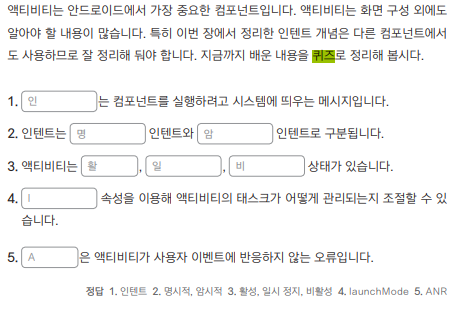 액티비티는 안드로이드에서 가장 중요한 컴포넌트입니다. 액티비티는 화면 구성 외에도
알아야 할 내용이 많습니다. 특히 이번 장에서 정리한 인텐트 개념은 다른 컴포넌트에서
도 사용하므로 잘 정리해 둬야 합니다. 지금까지 배운 내용을 퀴즈로 정리해 봅시다.
1. 인 는 컴포넌트를 실행하려고 시스템에 띄우는 메시지입니다.
2. 인텐트는 명 인텐트와 암 인텐트로 구분됩니다.
3. 액티비티는 활 , 일 , 비 상태가 있습니다.
4. l 속성을 이용해 액티비티의 태스크가 어떻게 관리되는지 조절할 수 있
습니다.
5. A 은 액티비티가 사용자 이벤트에 반응하지 않는 오류입니다.
정답 1. 인텐트 2. 명시적, 암시적 3. 활성, 일시 정지, 비활성 4. launchMode 5. ANR